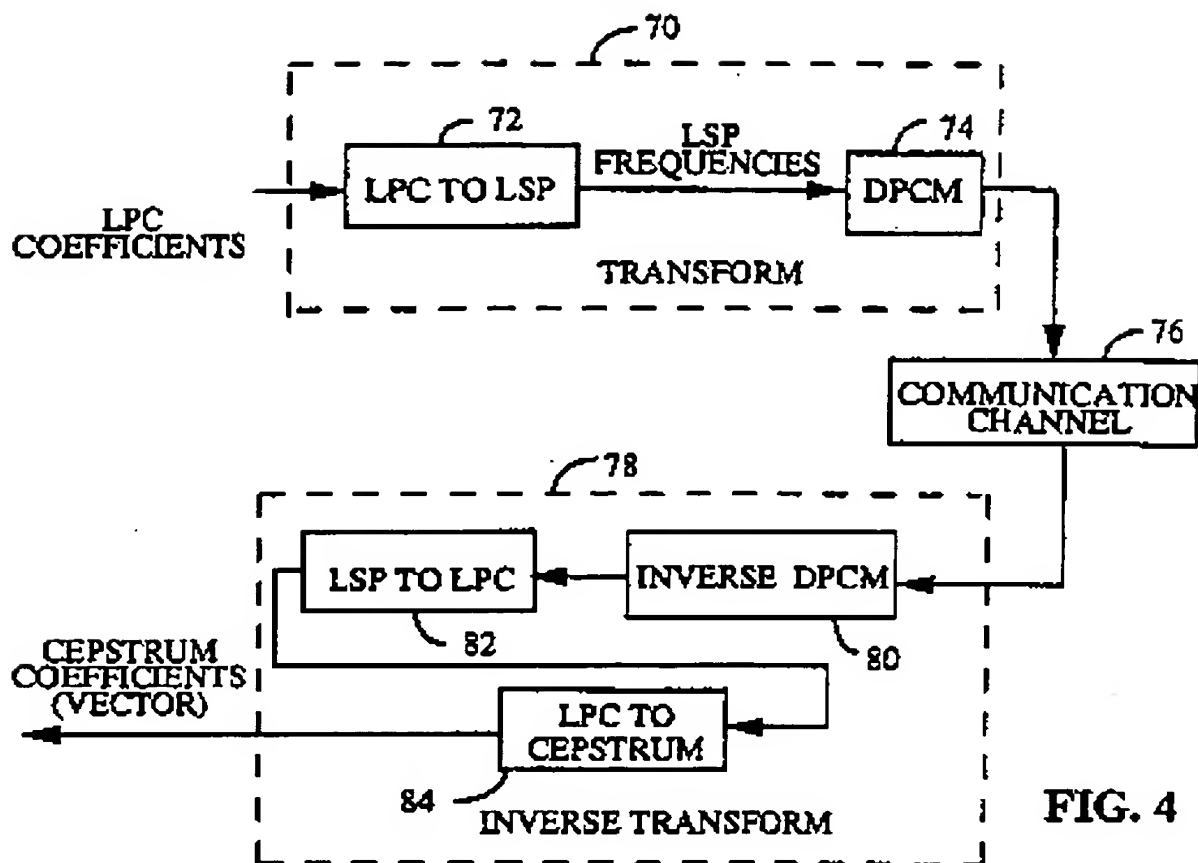 70
72
LPC TO LSP
LSP
FREQUENCIES
74
DPCM
LPC
COEFFICIENTS
TRANSFORM
76
COMMUNICATION
CHANNEL
78
LSP TO LPC
82
INVERSE DPCM
80
CEPSTRUM
COEFFICIENTS
(VECTOR)
LPC TO
CEPSTRUM
84
INVERSE TRANSFORM
FIG. 4